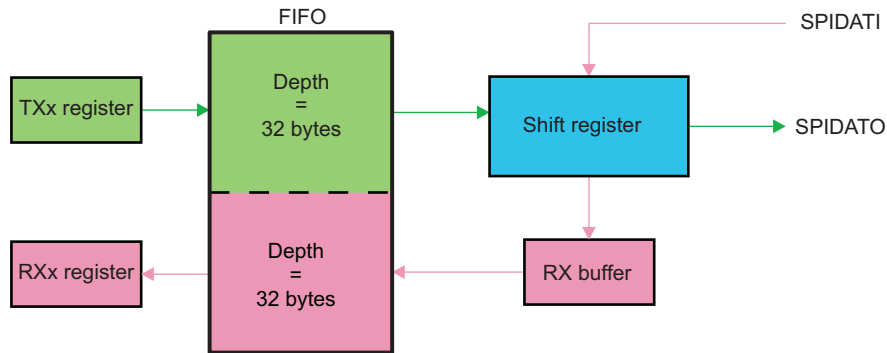 FIFO
SPIDATI
TXx register
Depth
=
32 bytes
Shift register
SPIDATO
RXx register
Depth
=
32 bytes
RX buffer